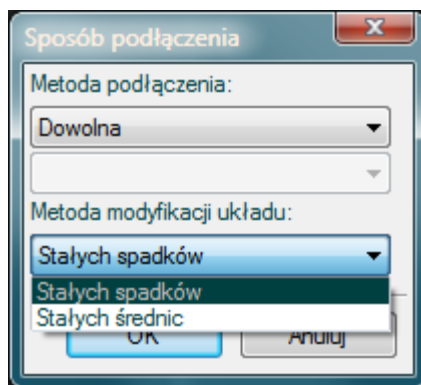 Sposób podłączenia
Metoda podłączenia:
Dowolna
Metoda modyfikacji układu:
Stałych spadków
Stałych spadków
Stałych średnic
OK
Anuluj